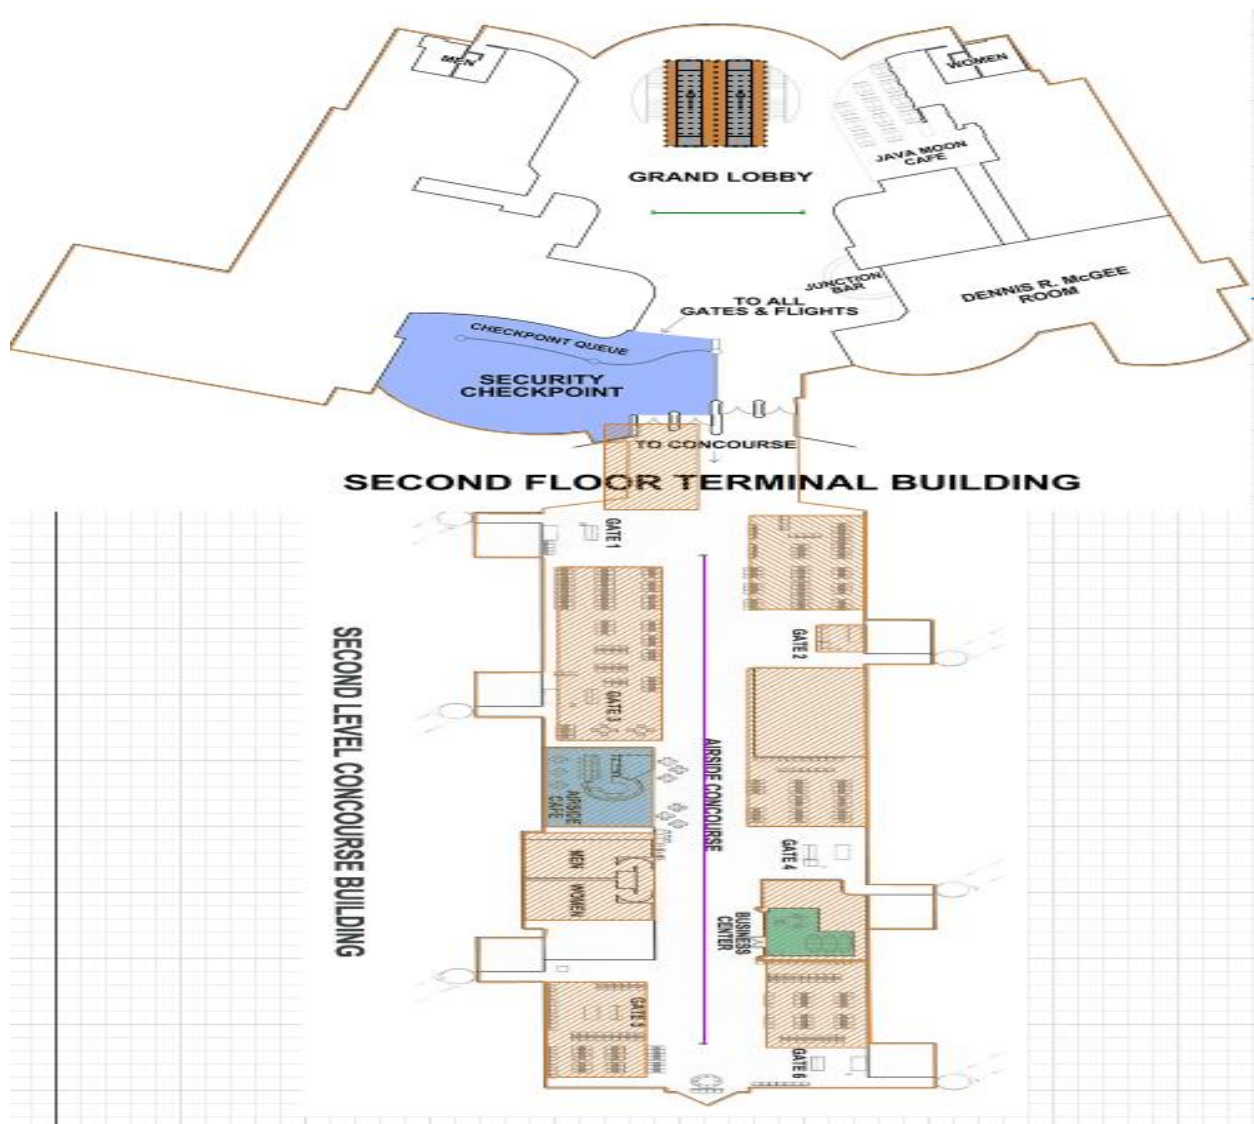 MEN
WOMEN
JAVA MOON
CAFE
GRAND LOBBY
JUNCTION
BAR
DENNIS R. McGEE
ROOM
TO ALL
GATES & FLIGHTS
CHECKPOINT QUEUE
SECURITY
CHECKPOINT
TO CONCOURSE
SECOND FLOOR TERMINAL BUILDING
GATE 1
GATE 2
SECOND LEVEL CONCOURSE BUILDING
GATE 3
AIRSIDE CONCOURSE
AIRSIDE
CAFE
GATE 4
MEN
WOMEN
BUSINESS
CENTER
GATE 5
GATE 6